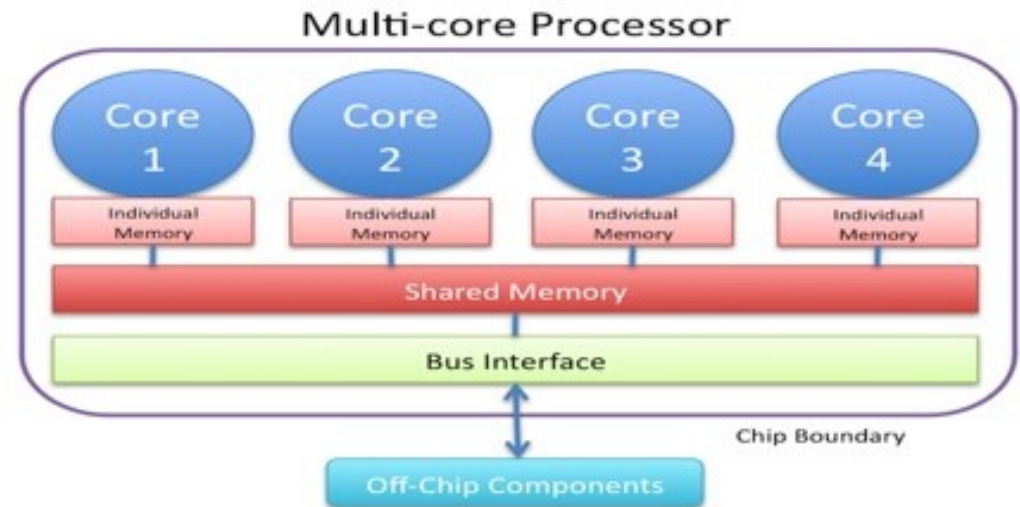 Multi-core Processor
Core Core Core Core
1 2 3 4
Individual Individual Individual Individual
Memory Memory Memory Memory
Shared Memory
Bus Interface
Chip Boundary
Off-Chip Components